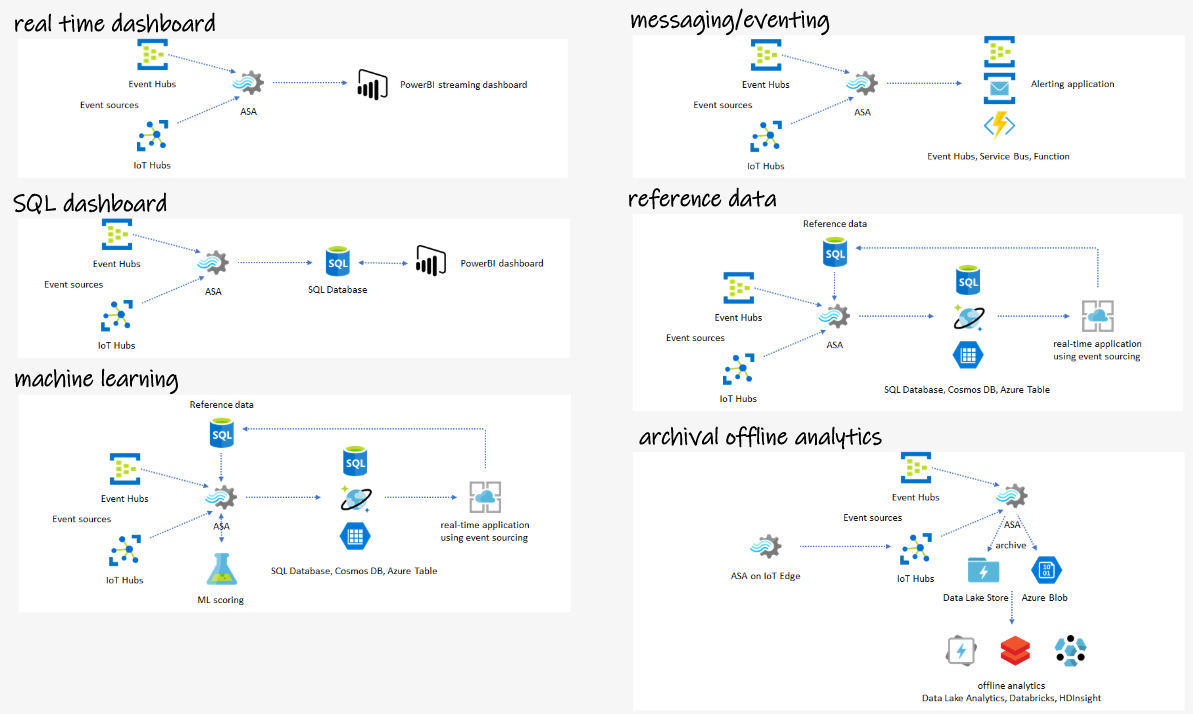 real time dashboard
Event Hubs
Event sources
ASA
PowerBI streaming dashboard
IoT Hubs
SQL dashboard
Event Hubs
Event sources
ASA
SQL
SQL Database
PowerBI dashboard
IoT Hubs
machine learning
Reference data
SQL
Event Hubs
Event sources
ASA
IoT Hubs
ML scoring
SQL
SQL Database, Cosmos DB, Azure Table
real-time application
using event sourcing
messaging/eventing
Event Hubs
Event sources
ASA
Alerting application
IoT Hubs
Event Hubs, Service Bus, Function
reference data
Reference data
SQL
Event Hubs
Event sources
ASA
IoT Hubs
SQL
SQL Database, Cosmos DB, Azure Table
real-time application
using event sourcing
archival offline analytics
Event Hubs
Event sources
ASA
archive
ASA on IoT Edge
IoT Hubs
10
01
Data Lake Store
Azure Blob
offline analytics
Data Lake Analytics, Databricks, HDInsight